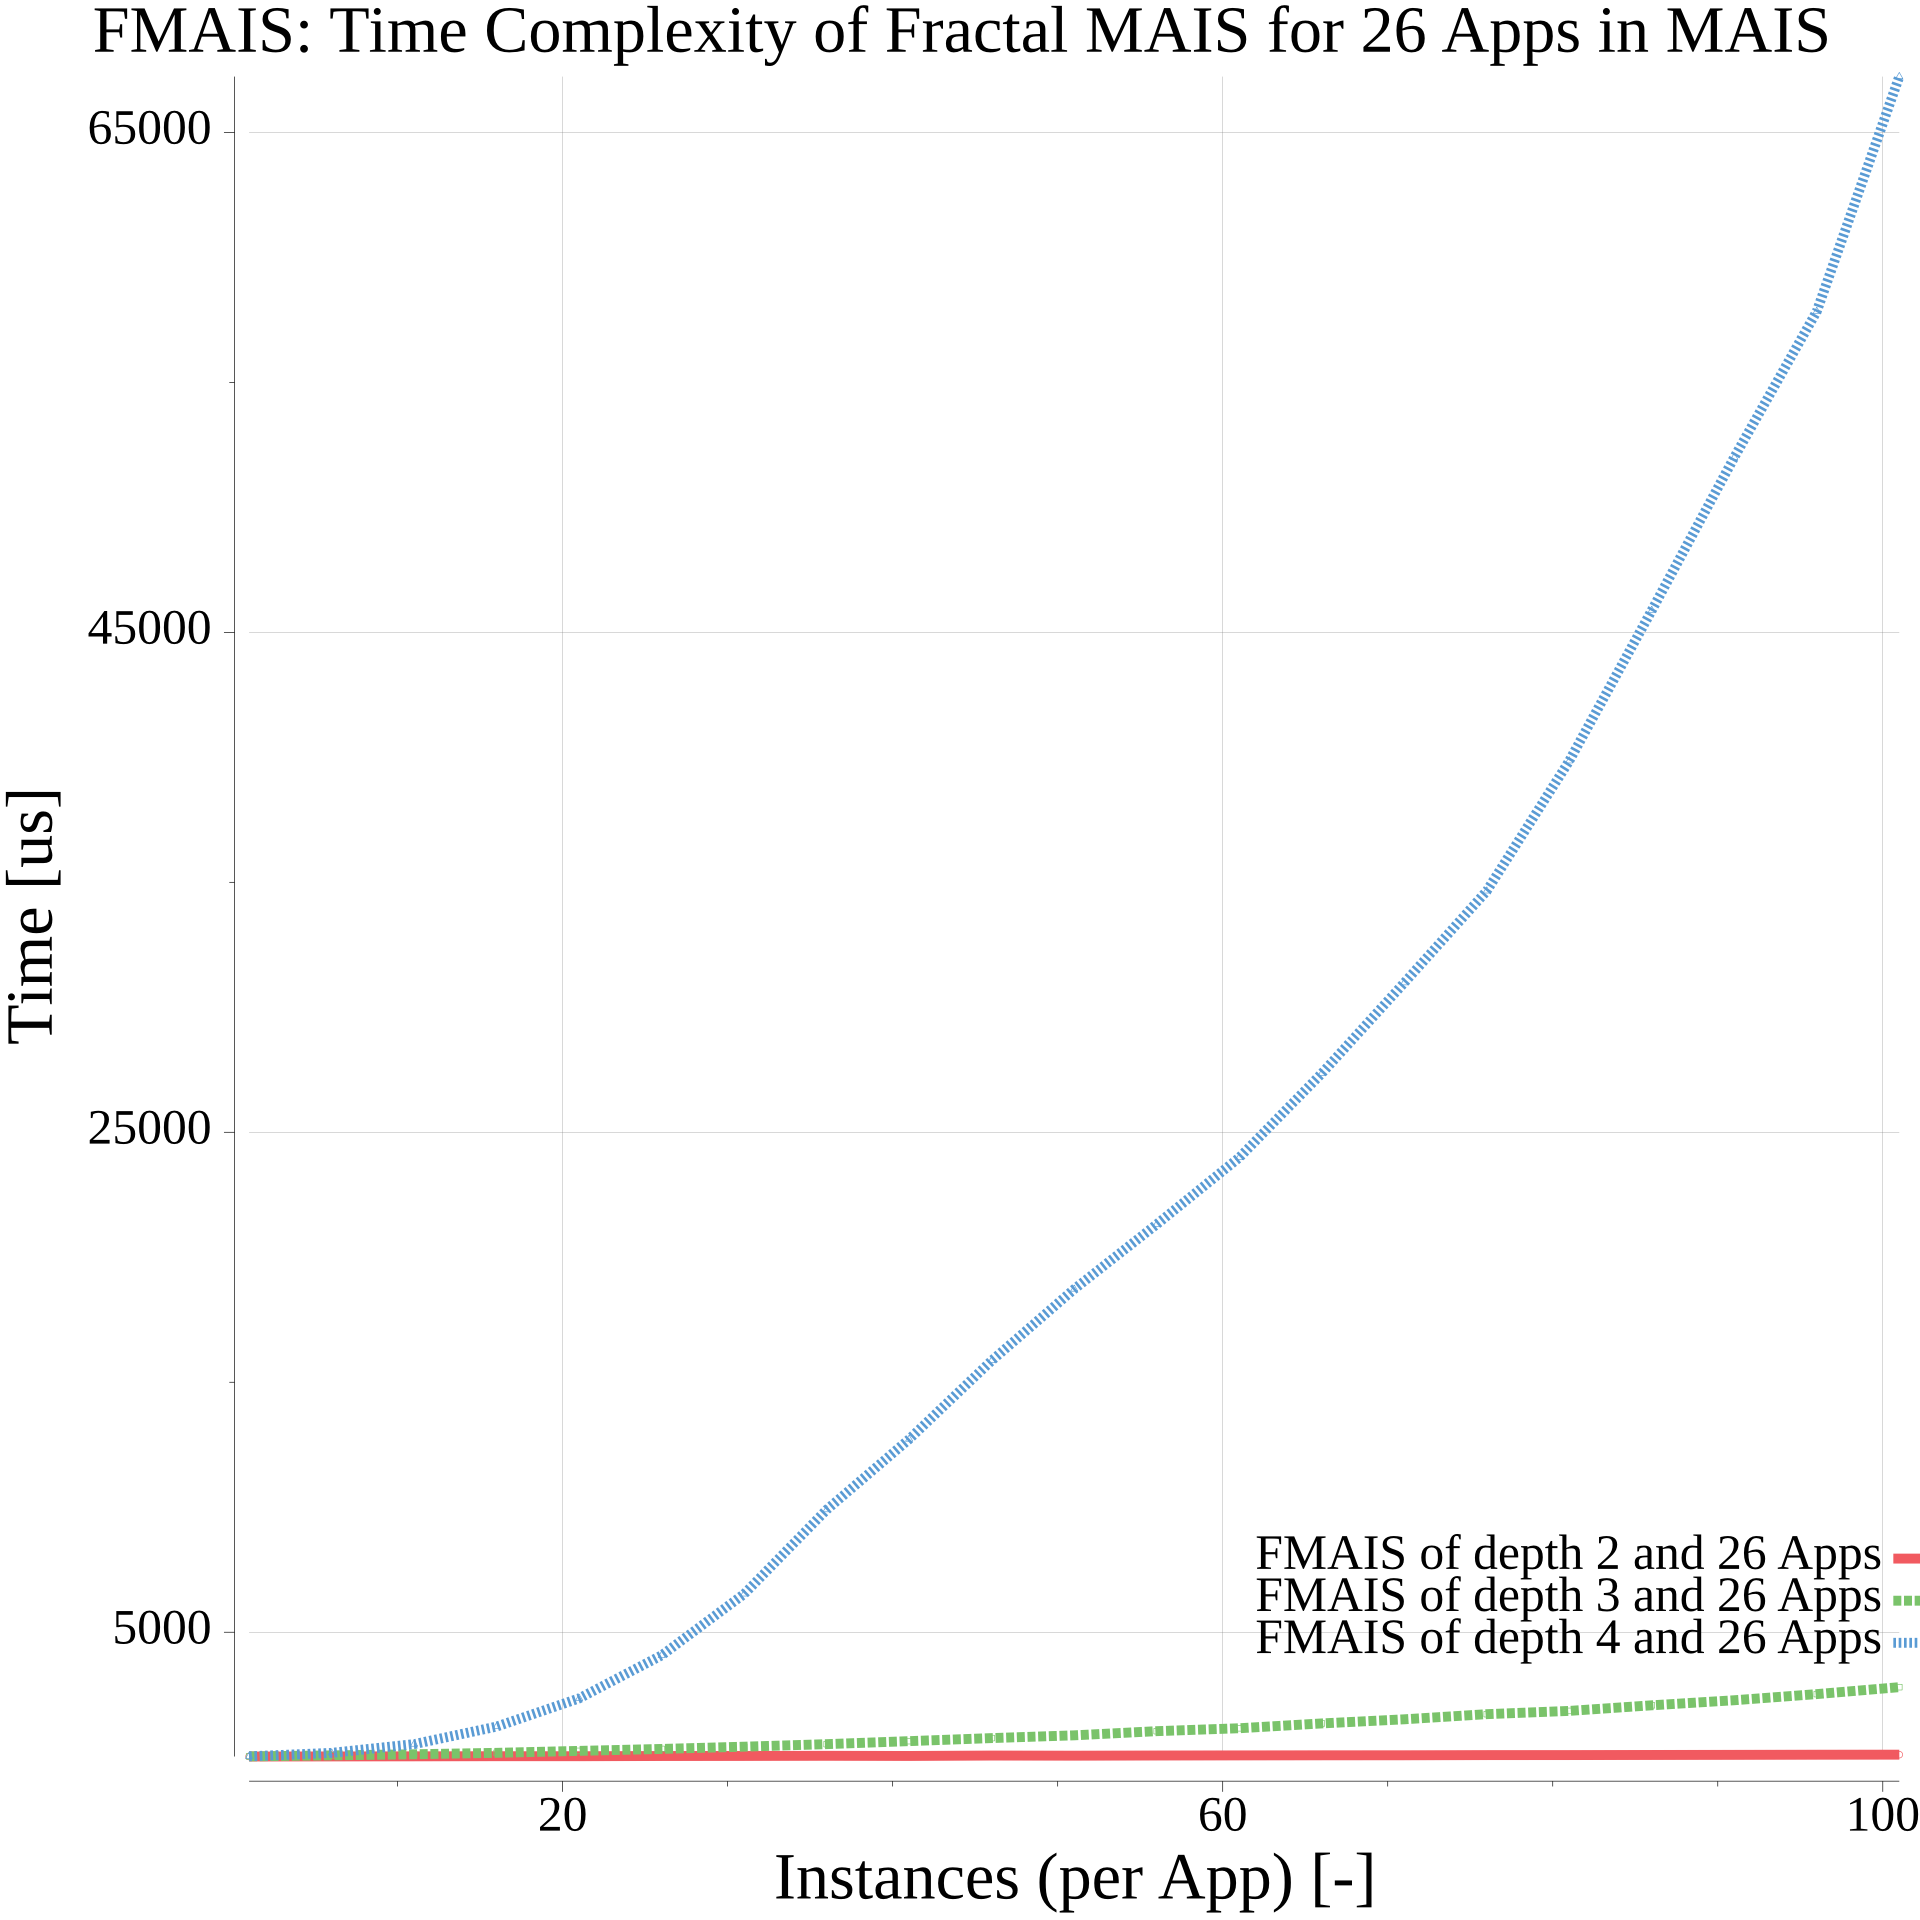 FMAIS: Time Complexity of Fractal MAIS for 26 Apps in MAIS
65000
45000
25000
5000
Time [us]
FMAIS of depth 2 and 26 Apps
FMAIS of depth 3 and 26 Apps
FMAIS of depth 4 and 26 Apps
20
60
100
Instances (per App) [-]